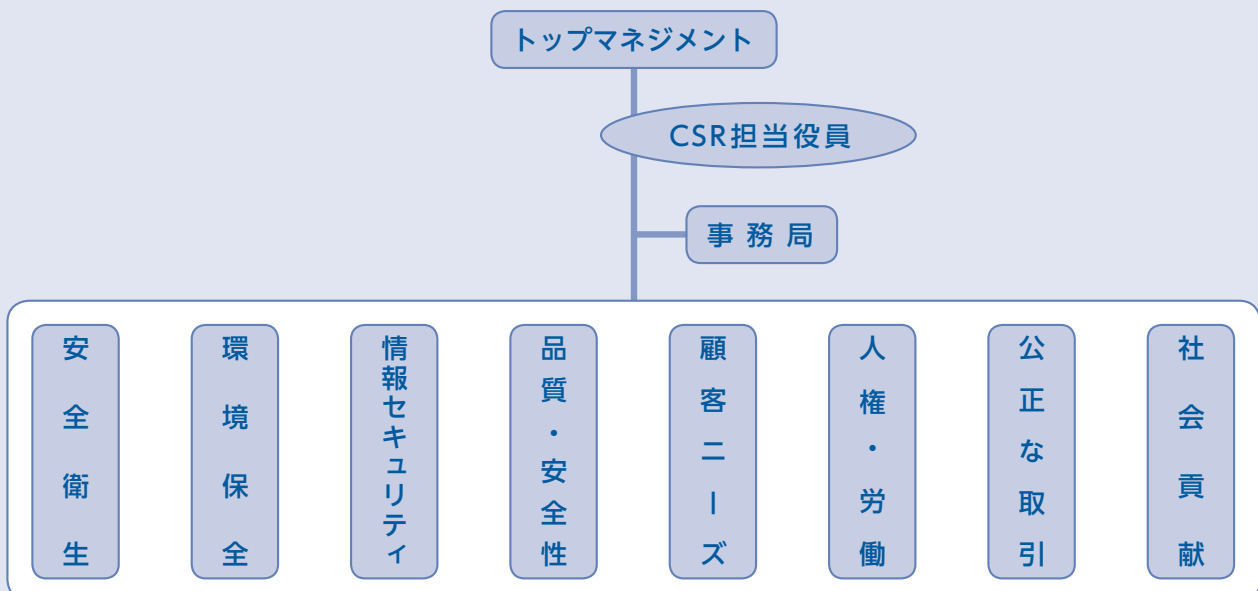 トップマネジメント
CSR担当役員
事務局
安全衛生
環境保全
情報セキュリティ
品質・安全性
顧客ニーズ
人権・労働
公正な取引
社会貢献